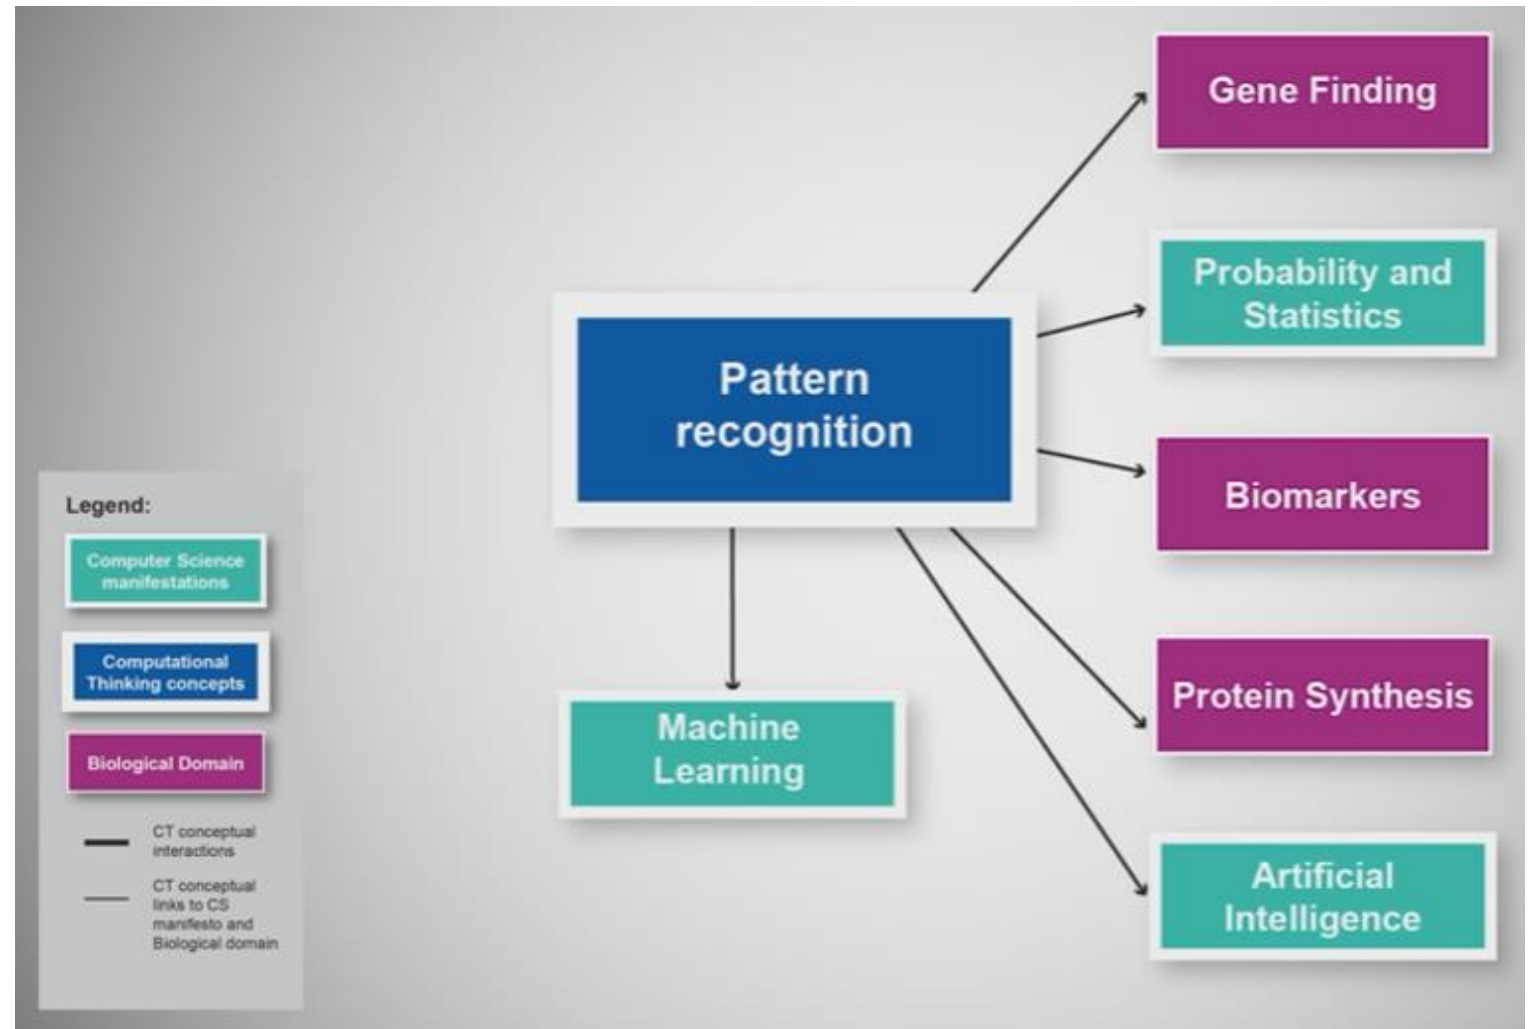 Gene Finding
Probability and
Statistics
Pattern
recognition
Biomarkers
Protein Synthesis
Machine
Learning
Artificial
Intelligence
Legend:
Computer Science
manifestations
Computational
Thinking concepts
Biological Domain
CT conceptual
interactions
CT conceptual
links to CS
manifesto and
Biological domain